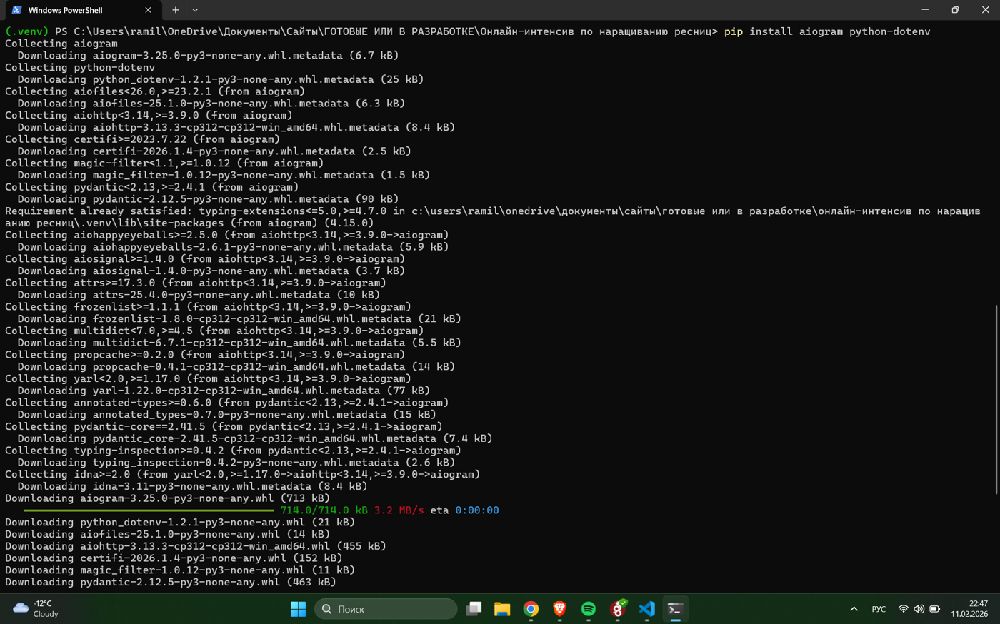 Windows PowerShell
(.venv) PS C:\Users\ramil\OneDrive\Документы\Сайты\ГОТОВЫЕ ИЛИ В РАЗРАБОТКЕ\Онлайн-интенсив по наращиванию ресниц> pip install aiogram python-dotenv
Collecting aiogram
  Downloading aiogram-3.25.0-py3-none-any.whl.metadata (6.7 kB)
Collecting python-dotenv
  Downloading python_dotenv-1.2.1-py3-none-any.whl.metadata (25 kB)
Collecting aiofiles<26.0,>=23.2.1 (from aiogram)
  Downloading aiofiles-25.1.0-py3-none-any.whl.metadata (6.3 kB)
Collecting aiohttp<3.14,>=3.9.0 (from aiogram)
  Downloading aiohttp-3.13.3-cp312-cp312-win_amd64.whl.metadata (8.4 kB)
Collecting certifi>=2023.7.22 (from aiogram)
  Downloading certifi-2026.1.4-py3-none-any.whl.metadata (2.5 kB)
Collecting magic-filter<1.1,>=1.0.12 (from aiogram)
  Downloading magic_filter-1.0.12-py3-none-any.whl.metadata (1.5 kB)
Collecting pydantic<2.13,>=2.4.1 (from aiogram)
  Downloading pydantic-2.12.5-py3-none-any.whl.metadata (90 kB)
Requirement already satisfied: typing-extensions<=5.0,>=4.7.0 in c:\users\ramil\onedrive\документы\сайты\готовые или в разработке\онлайн-интенсив по наращив
анию ресниц\.venv\lib\site-packages (from aiogram) (4.15.0)
Collecting aiohappyeyeballs>=2.5.0 (from aiohttp<3.14,>=3.9.0->aiogram)
  Downloading aiohappyeyeballs-2.6.1-py3-none-any.whl.metadata (5.9 kB)
Collecting aiosignal>=1.4.0 (from aiohttp<3.14,>=3.9.0->aiogram)
  Downloading aiosignal-1.4.0-py3-none-any.whl.metadata (3.7 kB)
Collecting attrs>=17.3.0 (from aiohttp<3.14,>=3.9.0->aiogram)
  Downloading attrs-25.4.0-py3-none-any.whl.metadata (10 kB)
Collecting frozenlist>=1.1.1 (from aiohttp<3.14,>=3.9.0->aiogram)
  Downloading frozenlist-1.8.0-cp312-cp312-win_amd64.whl.metadata (21 kB)
Collecting multidict<7.0,>=4.5 (from aiohttp<3.14,>=3.9.0->aiogram)
  Downloading multidict-6.7.1-cp312-cp312-win_amd64.whl.metadata (5.5 kB)
Collecting propcache>=0.2.0 (from aiohttp<3.14,>=3.9.0->aiogram)
  Downloading propcache-0.4.1-cp312-cp312-win_amd64.whl.metadata (14 kB)
Collecting yarl<2.0,>=1.17.0 (from aiohttp<3.14,>=3.9.0->aiogram)
  Downloading yarl-1.22.0-cp312-cp312-win_amd64.whl.metadata (77 kB)
Collecting annotated-types>=0.6.0 (from pydantic<2.13,>=2.4.1->aiogram)
  Downloading annotated_types-0.7.0-py3-none-any.whl.metadata (15 kB)
Collecting pydantic-core==2.41.5 (from pydantic<2.13,>=2.4.1->aiogram)
  Downloading pydantic_core-2.41.5-cp312-cp312-win_amd64.whl.metadata (7.4 kB)
Collecting typing-inspection>=0.4.2 (from pydantic<2.13,>=2.4.1->aiogram)
  Downloading typing_inspection-0.4.2-py3-none-any.whl.metadata (2.6 kB)
Collecting idna>=2.0 (from yarl<2.0,>=1.17.0->aiohttp<3.14,>=3.9.0->aiogram)
  Downloading idna-3.11-py3-none-any.whl.metadata (8.4 kB)
Downloading aiogram-3.25.0-py3-none-any.whl (713 kB)
714.0/714.0 kB 3.2 MB/s eta 0:00:00
Downloading python_dotenv-1.2.1-py3-none-any.whl (21 kB)
Downloading aiofiles-25.1.0-py3-none-any.whl (14 kB)
Downloading aiohttp-3.13.3-cp312-cp312-win_amd64.whl (455 kB)
Downloading certifi-2026.1.4-py3-none-any.whl (152 kB)
Downloading magic_filter-1.0.12-py3-none-any.whl (11 kB)
Downloading pydantic-2.12.5-py3-none-any.whl (463 kB)
-12°C
Cloudy
Поиск
РУС
22:47
11.02.2026